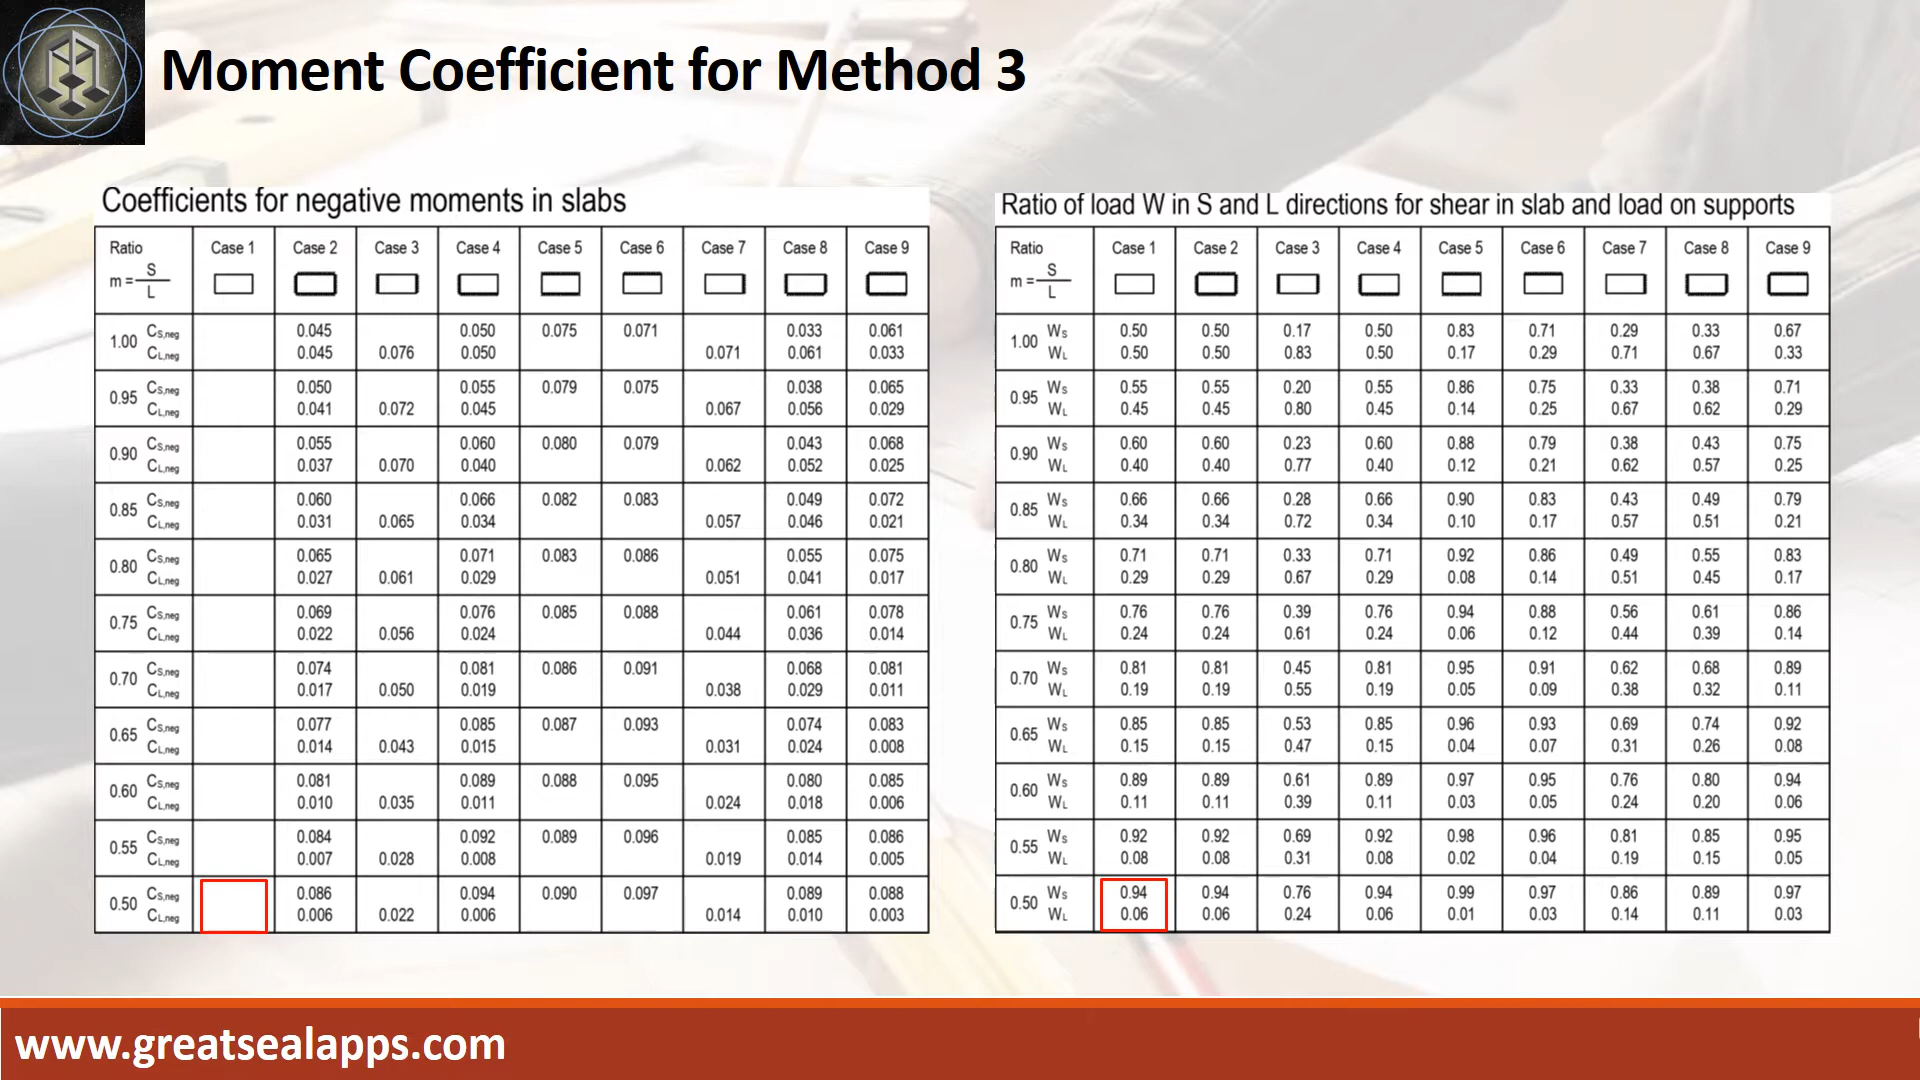 Moment Coefficient for Method 3
Coefficients for negative moments in slabs
Ratio m = S/L Case 1 Case 2 Case 3 Case 4 Case 5 Case 6 Case 7 Case 8 Case 9
1.00 CS,neg 0.045 0.050 0.075 0.071 0.033 0.061
CL,neg 0.045 0.076 0.050 0.071 0.061 0.033
0.95 CS,neg 0.050 0.055 0.079 0.075 0.038 0.065
CL,neg 0.041 0.072 0.045 0.067 0.056 0.029
0.90 CS,neg 0.055 0.060 0.080 0.079 0.043 0.068
CL,neg 0.037 0.070 0.040 0.062 0.052 0.025
0.85 CS,neg 0.060 0.066 0.082 0.083 0.049 0.072
CL,neg 0.031 0.065 0.034 0.057 0.046 0.021
0.80 CS,neg 0.065 0.071 0.083 0.086 0.055 0.075
CL,neg 0.027 0.061 0.029 0.051 0.041 0.017
0.75 CS,neg 0.069 0.076 0.085 0.088 0.061 0.078
CL,neg 0.022 0.056 0.024 0.044 0.036 0.014
0.70 CS,neg 0.074 0.081 0.086 0.091 0.068 0.081
CL,neg 0.017 0.050 0.019 0.038 0.029 0.011
0.65 CS,neg 0.077 0.085 0.087 0.093 0.074 0.083
CL,neg 0.014 0.043 0.015 0.031 0.024 0.008
0.60 CS,neg 0.081 0.089 0.088 0.095 0.080 0.085
CL,neg 0.010 0.035 0.011 0.024 0.018 0.006
0.55 CS,neg 0.084 0.092 0.089 0.096 0.085 0.086
CL,neg 0.007 0.028 0.008 0.019 0.014 0.005
0.50 CS,neg 0.086 0.094 0.090 0.097 0.089 0.088
CL,neg 0.006 0.022 0.006 0.014 0.010 0.003
Ratio of load W in S and L directions for shear in slab and load on supports
Ratio m = S/L Case 1 Case 2 Case 3 Case 4 Case 5 Case 6 Case 7 Case 8 Case 9
1.00 WS 0.50 0.50 0.17 0.50 0.83 0.71 0.29 0.33 0.67
WL 0.50 0.50 0.83 0.50 0.17 0.29 0.71 0.67 0.33
0.95 WS 0.55 0.55 0.20 0.55 0.86 0.75 0.33 0.38 0.71
WL 0.45 0.45 0.80 0.45 0.14 0.25 0.67 0.62 0.29
0.90 WS 0.60 0.60 0.23 0.60 0.88 0.79 0.38 0.43 0.75
WL 0.40 0.40 0.77 0.40 0.12 0.21 0.62 0.57 0.25
0.85 WS 0.66 0.66 0.28 0.66 0.90 0.83 0.43 0.49 0.79
WL 0.34 0.34 0.72 0.34 0.10 0.17 0.57 0.51 0.21
0.80 WS 0.71 0.71 0.33 0.71 0.92 0.86 0.49 0.55 0.83
WL 0.29 0.29 0.67 0.29 0.08 0.14 0.51 0.45 0.17
0.75 WS 0.76 0.76 0.39 0.76 0.94 0.88 0.56 0.61 0.86
WL 0.24 0.24 0.61 0.24 0.06 0.12 0.44 0.39 0.14
0.70 WS 0.81 0.81 0.45 0.81 0.95 0.91 0.62 0.68 0.89
WL 0.19 0.19 0.55 0.19 0.05 0.09 0.38 0.32 0.11
0.65 WS 0.85 0.85 0.53 0.85 0.96 0.93 0.69 0.74 0.92
WL 0.15 0.15 0.47 0.15 0.04 0.07 0.31 0.26 0.08
0.60 WS 0.89 0.89 0.61 0.89 0.97 0.95 0.76 0.80 0.94
WL 0.11 0.11 0.39 0.11 0.03 0.05 0.24 0.20 0.06
0.55 WS 0.92 0.92 0.69 0.92 0.98 0.96 0.81 0.85 0.95
WL 0.08 0.08 0.31 0.08 0.02 0.04 0.19 0.15 0.05
0.50 WS 0.94 0.94 0.76 0.94 0.99 0.97 0.86 0.89 0.97
WL 0.06 0.06 0.24 0.06 0.01 0.03 0.14 0.11 0.03
www.greatsealapps.com